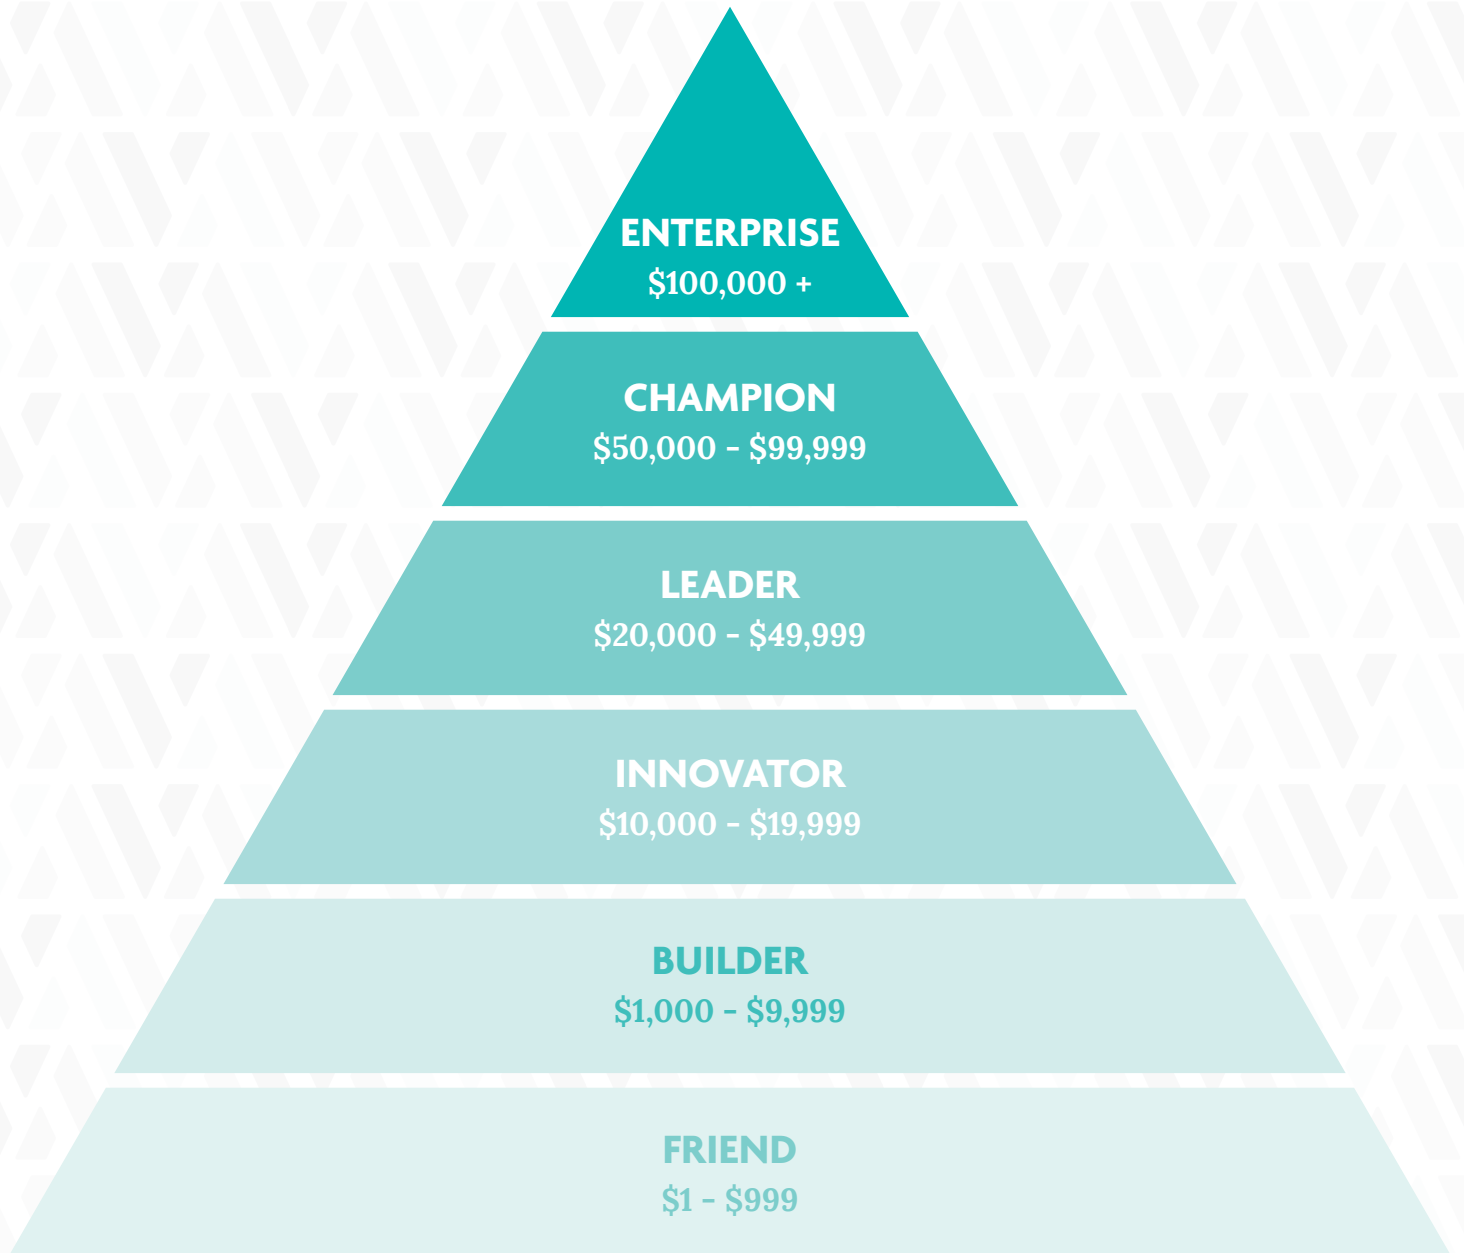 ENTERPRISE
$100,000 +
CHAMPION
$50,000 - $99,999
LEADER
$20,000 - $49,999
INNOVATOR
$10,000 - $19,999
BUILDER
$1,000 - $9,999
FRIEND
$1 - $999